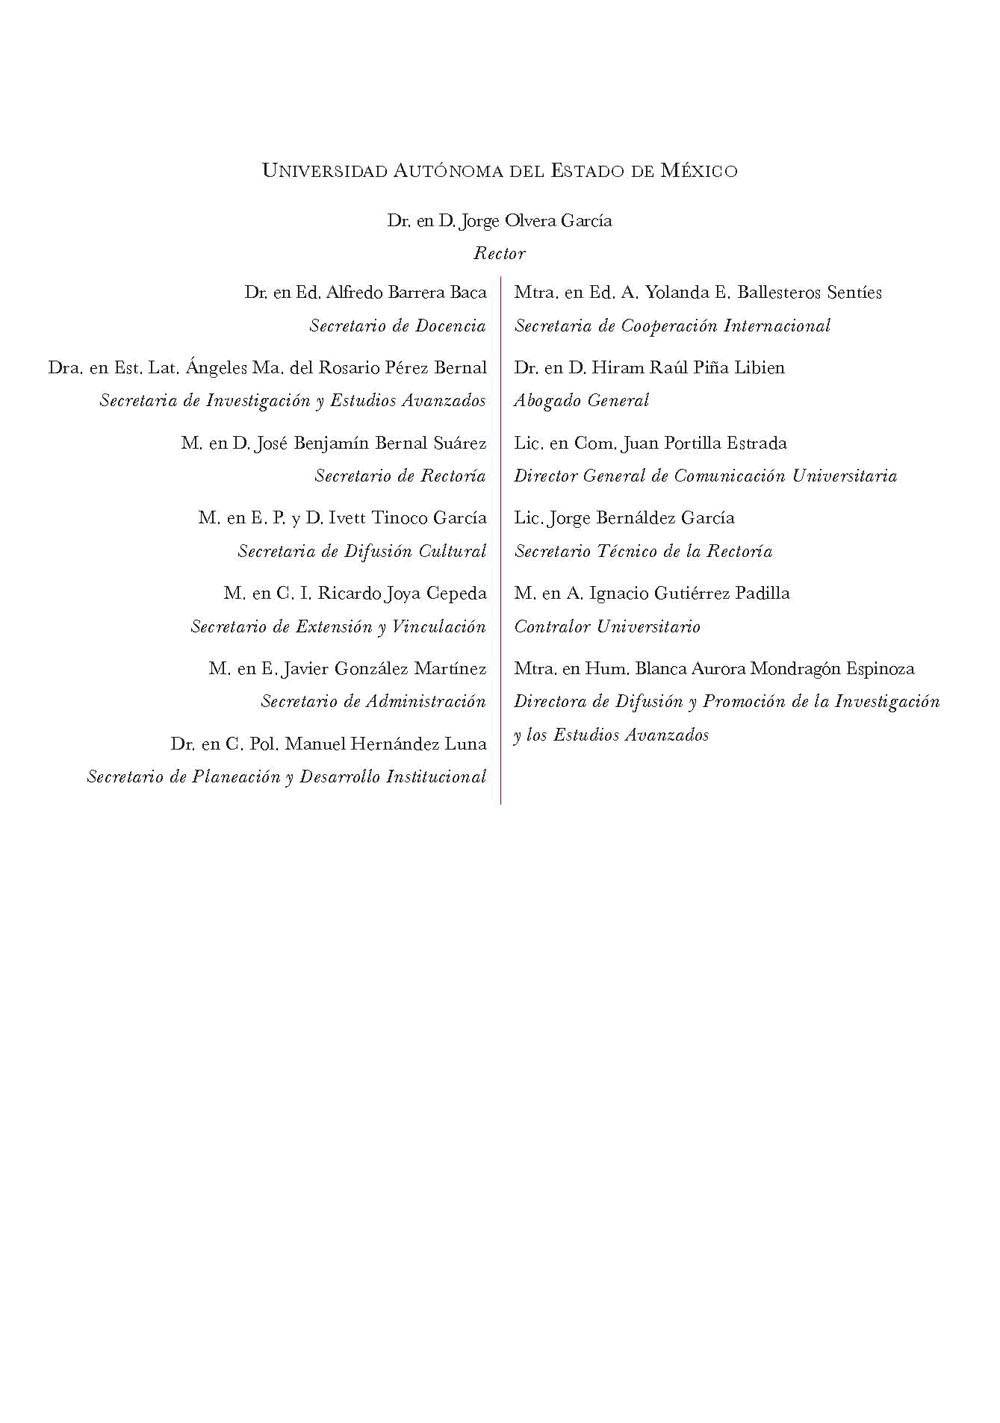 UNIVERSIDAD AUTÓNOMA DEL ESTADO DE MÉXICO
Dr. en D. Jorge Olvera García
Rector
Dr. en Ed. Alfredo Barrera Baca
Secretario de Docencia
Dra. en Est. Lat. Ángeles Ma. del Rosario Pérez Bernal
Secretaria de Investigación y Estudios Avanzados
M. en D. José Benjamín Bernal Suárez
Secretario de Rectoría
M. en E. P. y D. Ivett Tinoco García
Secretaria de Difusión Cultural
M. en C. I. Ricardo Joya Cepeda
Secretario de Extensión y Vinculación
M. en E. Javier González Martínez
Secretario de Administración
Dr. en C. Pol. Manuel Hernández Luna
Secretario de Planeación y Desarrollo Institucional
Mtra. en Ed. A. Yolanda E. Ballesteros Sentíes
Secretaria de Cooperación Internacional
Dr. en D. Hiram Raúl Piña Libien
Abogado General
Lic. en Com. Juan Portilla Estrada
Director General de Comunicación Universitaria
Lic. Jorge Bernáldez García
Secretario Técnico de la Rectoría
M. en A. Ignacio Gutiérrez Padilla
Contralor Universitario
Mtra. en Hum. Blanca Aurora Mondragón Espinoza
Directora de Difusión y Promoción de la Investigación
y los Estudios Avanzados